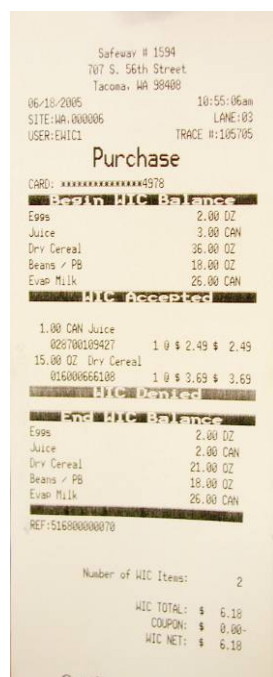 Safeway # 1594
707 S. 56th Street
Tacoma, WA 98408
06/18/2005 10:55:06am
SITE:WA.000006 LANE:03
USER:EWIC1 TRACE #:105705
Purchase
CARD: ***************4978
Begin WIC Balance
Eggs 2.00 DZ
Juice 3.00 CAN
Dry Cereal 36.00 OZ
Beans / PB 18.00 OZ
Evap Milk 26.00 CAN
WIC Accepted
1.00 CAN Juice
028700109427 1 @ $ 2.49 $ 2.49
15.00 OZ Dry Cereal
016000666108 1 @ $ 3.69 $ 3.69
WIC Denied
End WIC Balance
Eggs 2.00 DZ
Juice 2.00 CAN
Dry Cereal 21.00 OZ
Beans / PB 18.00 OZ
Evap Milk 26.00 CAN
REF:516800000070
Number of WIC Items: 2
WIC TOTAL: $ 6.18
COUPON: $ 0.00-
WIC NET: $ 6.18